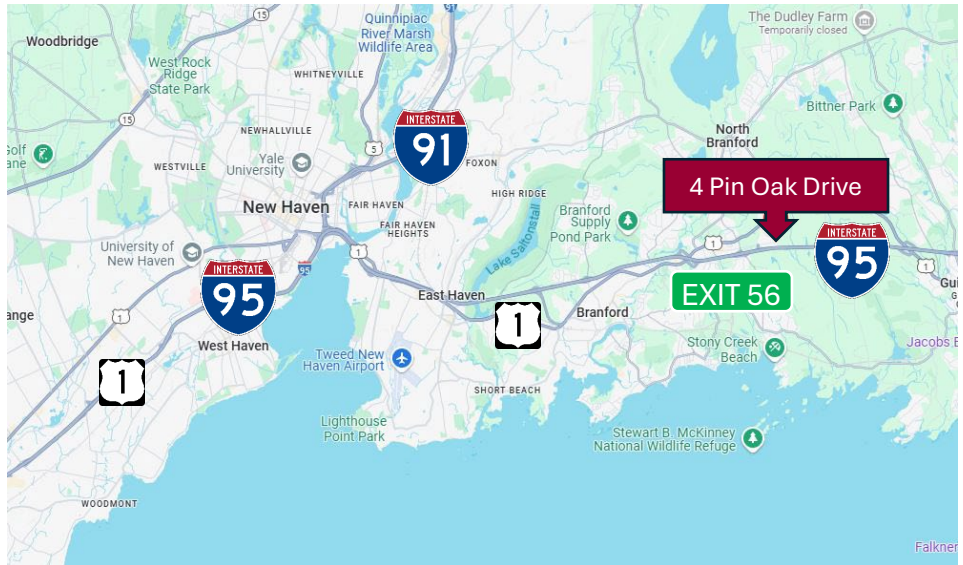 Woodbridge
15
West Rock
Ridge
State Park
15
Golf
ane
WESTVILLE
Quinnipiac
River Marsh
Wildlife Area
WHITNEYVILLE
NEWHALLVILLE
5
Yale
University
INTERSTATE
91
FOXON
New Haven
FAIR HAVEN
FAIR HAVEN
HEIGHTS
HIGH RIDGE
Lake Saltonstall
Branford
Supply
Pond Park
The Dudley Farm
Temporarily closed
Bittner Park
North
Branford
4 Pin Oak Drive
1
INTERSTATE
95
1
Gui
EXIT 56
University of
New Haven
INTERSTATE
95
95
1
East Haven
1
Branford
ange
1
West Haven
1
Tweed New
Haven Airport
Stony Creek
Beach
Jacobs B
SHORT BEACH
Lighthouse
Point Park
Stewart B. McKinney
National Wildlife Refuge
WOODMONT
Falkner